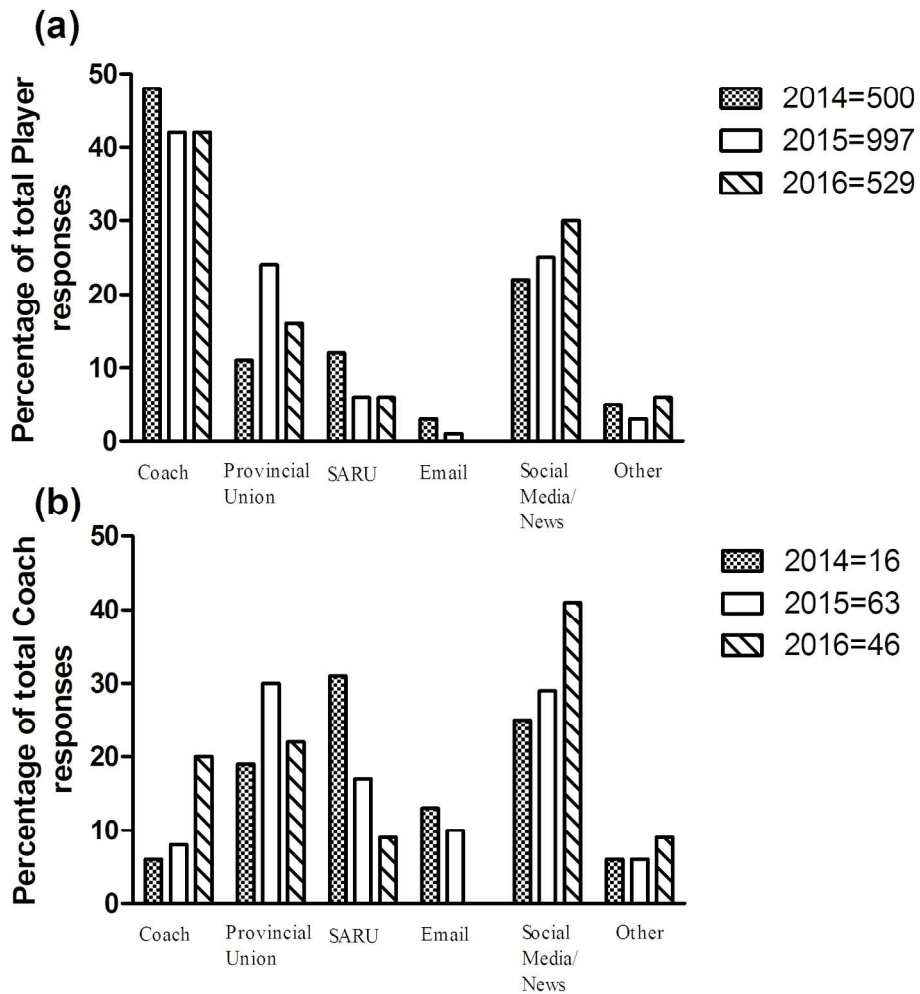 (a)
Percentage of total Player
responses
50
40
30
20
10
0
Coach
Provincial
Union
SARU
Email
Social
Media/
News
Other
2014=500
2015=997
2016=529
(b)
Percentage of total Coach
responses
50
40
30
20
10
0
Coach
Provincial
Union
SARU
Email
Social
Media/
News
Other
2014=16
2015=63
2016=46